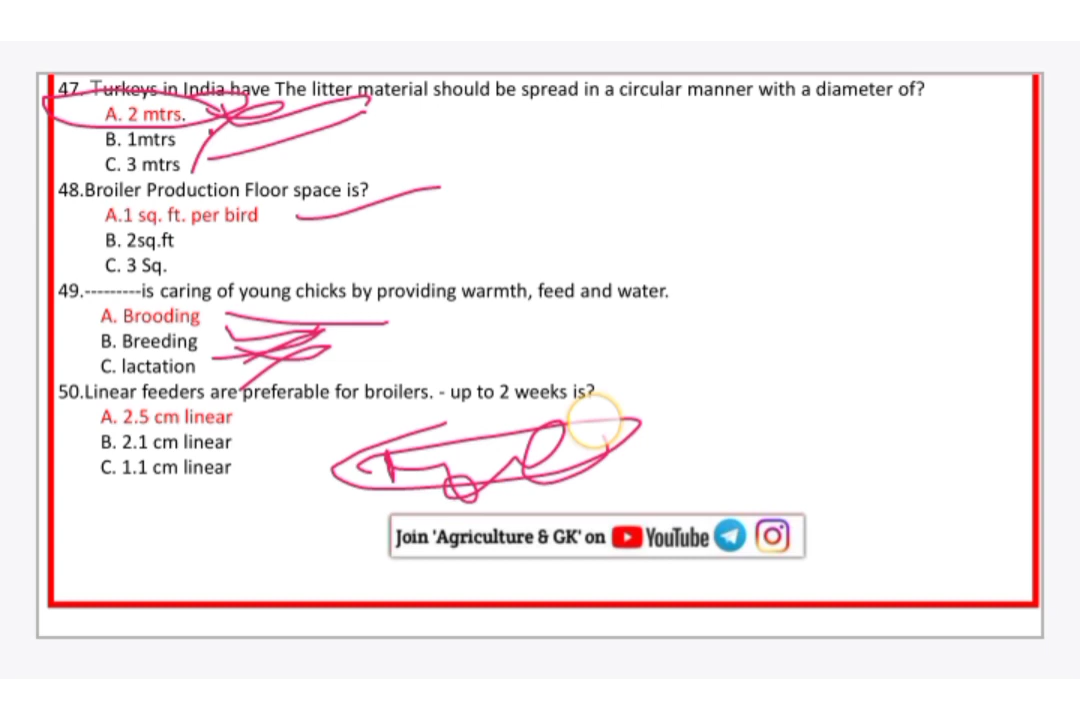 47. Turkeys in India have The litter material should be spread in a circular manner with a diameter of?
A. 2 mtrs.
B. 1mtrs
C. 3 mtrs
48.Broiler Production Floor space is?
A.1 sq. ft. per bird
B. 2sq.ft
C. 3 Sq.
49.---------is caring of young chicks by providing warmth, feed and water.
A. Brooding
B. Breeding
C. lactation
50.Linear feeders are preferable for broilers. - up to 2 weeks is?
A. 2.5 cm linear
B. 2.1 cm linear
C. 1.1 cm linear
Join 'Agriculture & GK' on YouTube